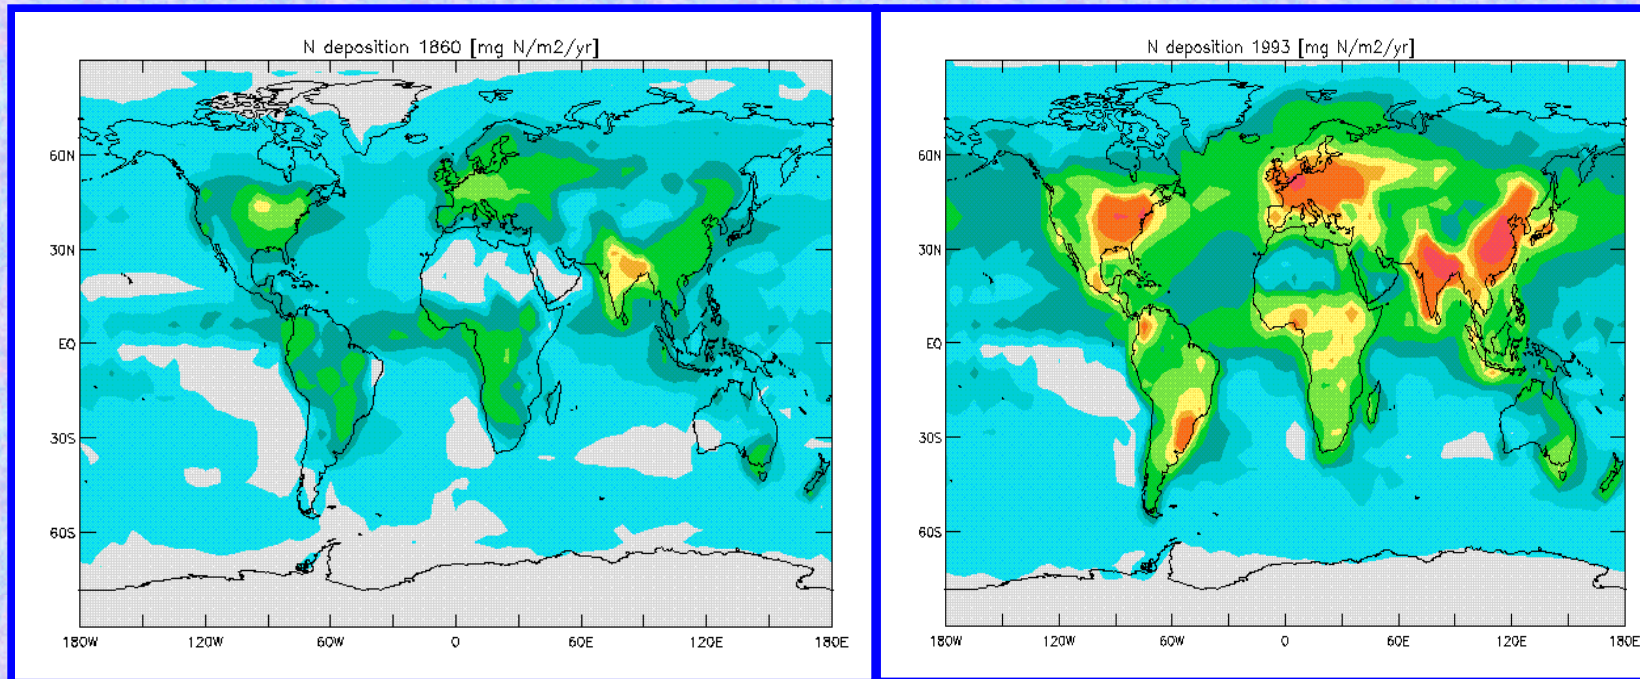 N deposition 1860 [mg N/m2/yr]
60N
30N
EQ
30S
60S
180W 120W 60W 0 60E 120E 180E
N deposition 1993 [mg N/m2/yr]
60N
30N
EQ
30S
60S
180W 120W 60W 0 60E 120E 180E